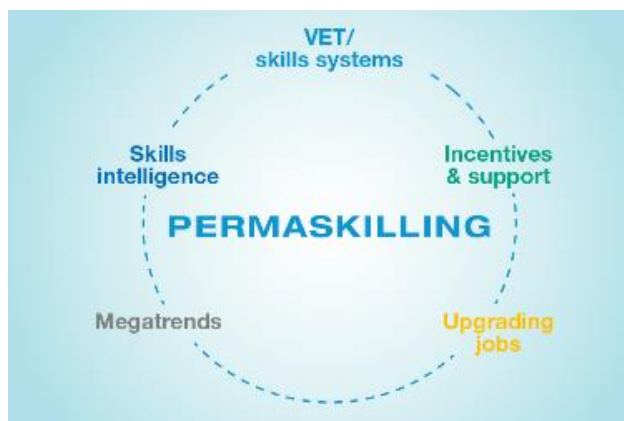 VET/
skills systems
Skills
intelligence
Incentives
& support
PERMASKILLING
Megatrends
Upgrading
jobs